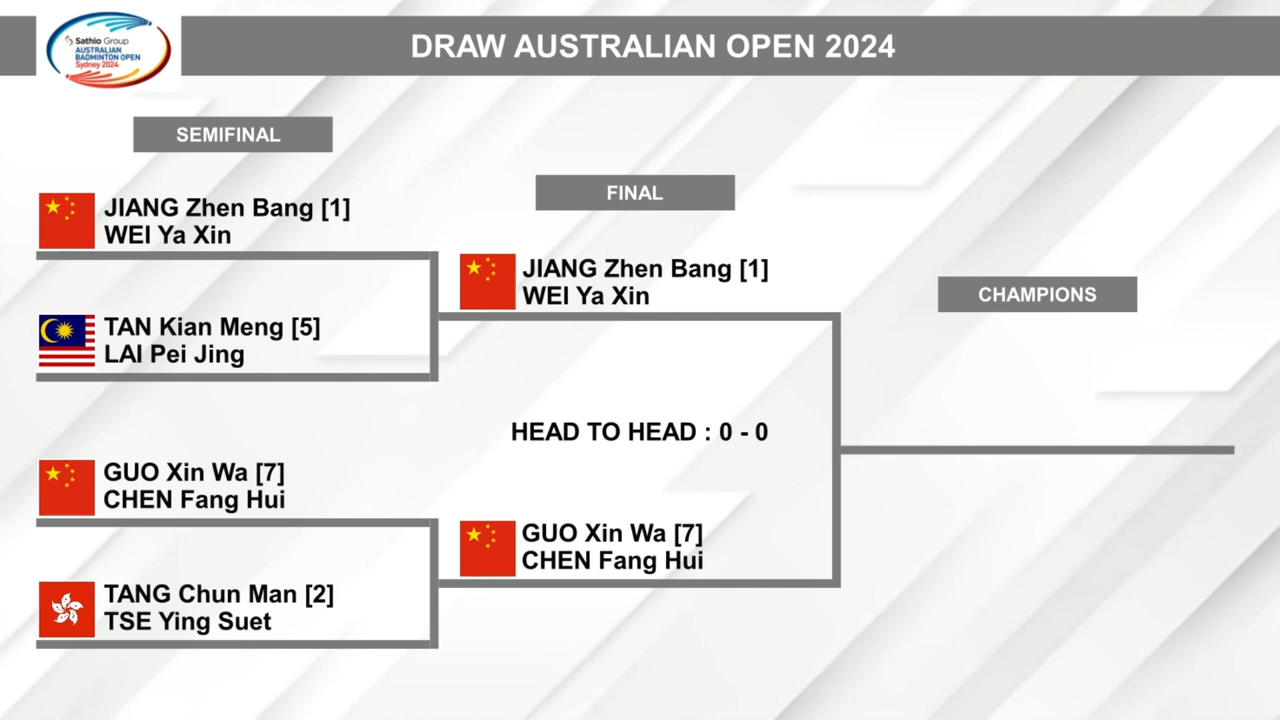 Sathio Group
AUSTRALIAN
BADMINTON OPEN
Sydney 2024
DRAW AUSTRALIAN OPEN 2024
SEMIFINAL
JIANG Zhen Bang [1]
WEI Ya Xin
TAN Kian Meng [5]
LAI Pei Jing
GUO Xin Wa [7]
CHEN Fang Hui
TANG Chun Man [2]
TSE Ying Suet
FINAL
JIANG Zhen Bang [1]
WEI Ya Xin
HEAD TO HEAD : 0 - 0
GUO Xin Wa [7]
CHEN Fang Hui
CHAMPIONS